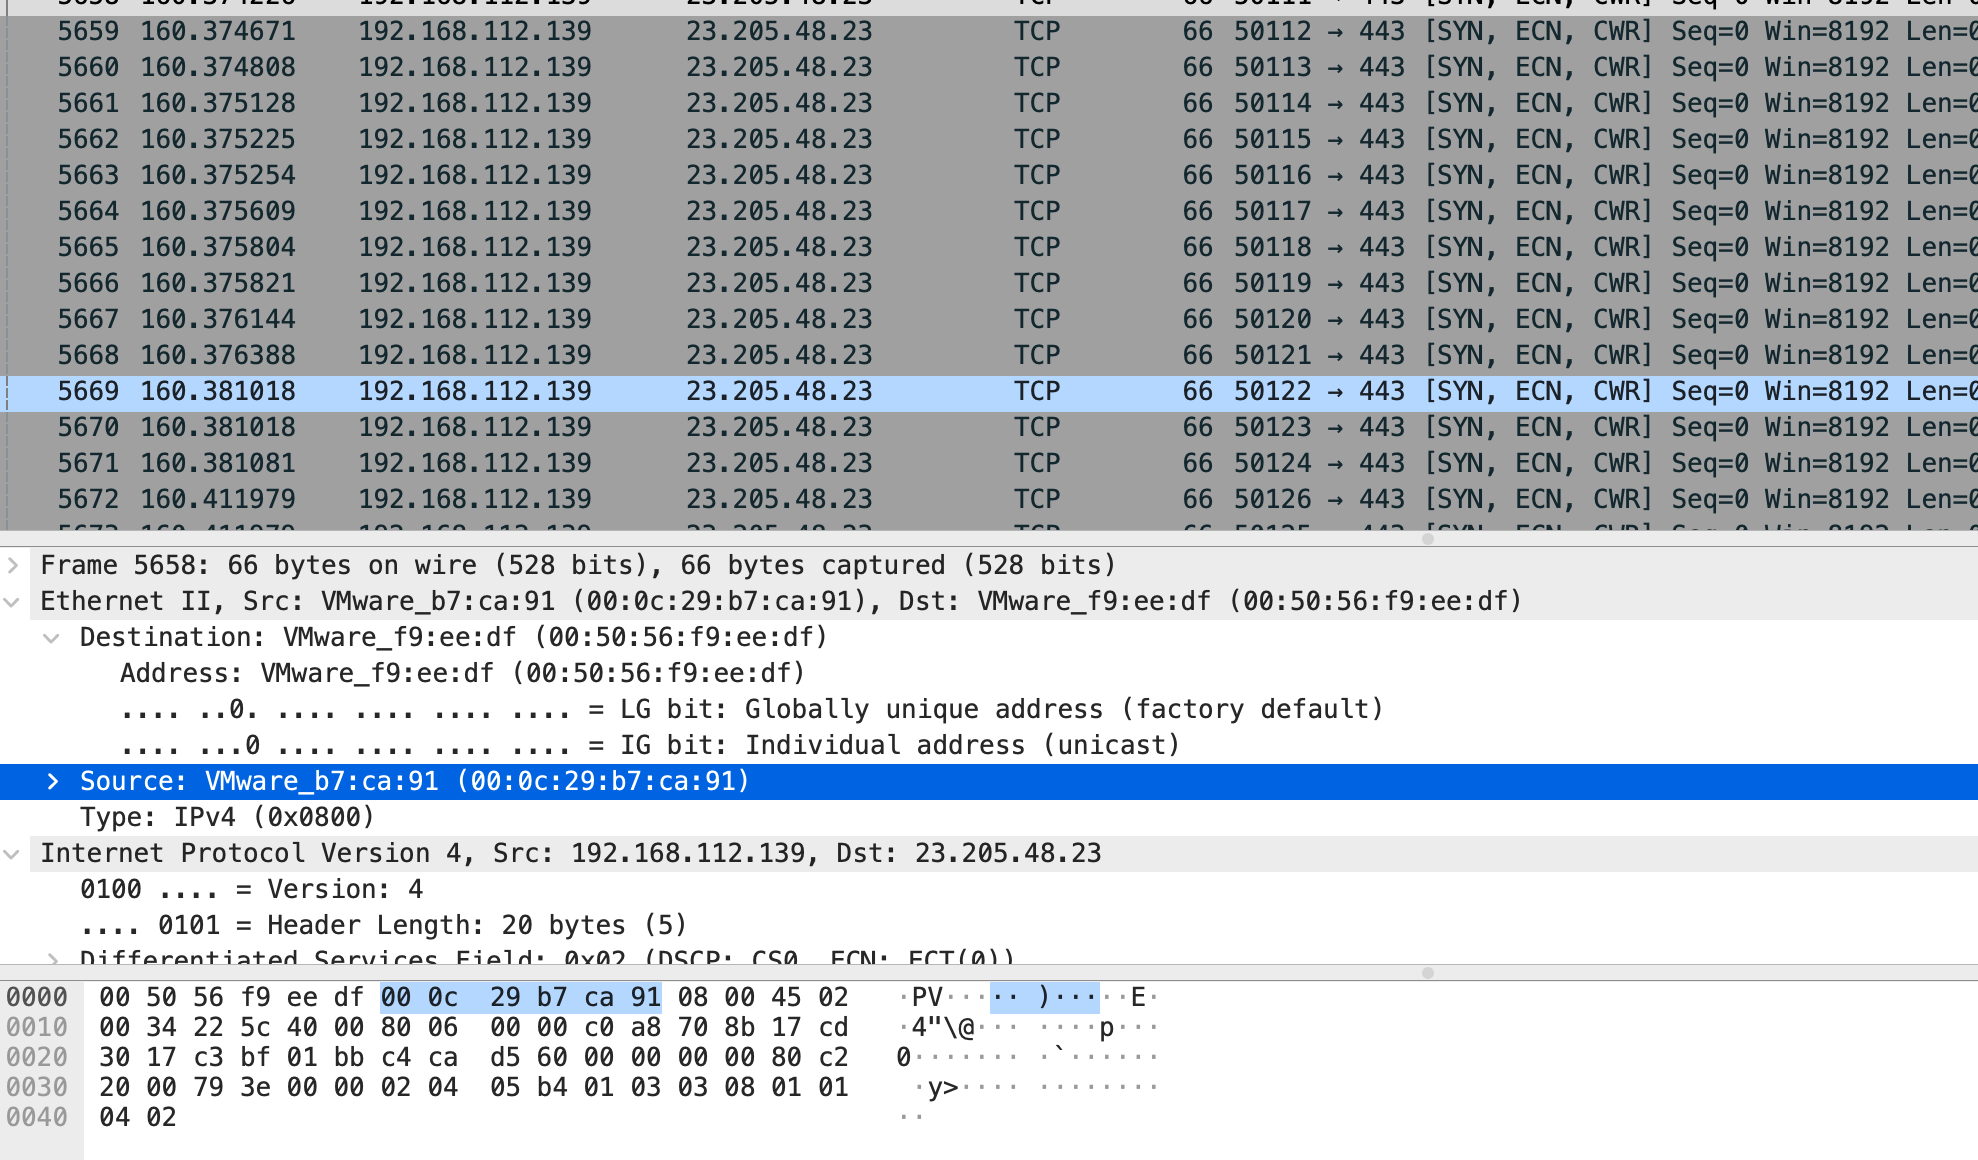 5658 160.374226 192.168.112.139 23.205.48.23 TCP 66 50111 → 443 [SYN, ECN, CWR] Seq=0 Win=8192
5659 160.374671 192.168.112.139 23.205.48.23 TCP 66 50112 → 443 [SYN, ECN, CWR] Seq=0 Win=8192 Len=0
5660 160.374808 192.168.112.139 23.205.48.23 TCP 66 50113 → 443 [SYN, ECN, CWR] Seq=0 Win=8192 Len=0
5661 160.375128 192.168.112.139 23.205.48.23 TCP 66 50114 → 443 [SYN, ECN, CWR] Seq=0 Win=8192 Len=0
5662 160.375225 192.168.112.139 23.205.48.23 TCP 66 50115 → 443 [SYN, ECN, CWR] Seq=0 Win=8192 Len=0
5663 160.375254 192.168.112.139 23.205.48.23 TCP 66 50116 → 443 [SYN, ECN, CWR] Seq=0 Win=8192 Len=0
5664 160.375609 192.168.112.139 23.205.48.23 TCP 66 50117 → 443 [SYN, ECN, CWR] Seq=0 Win=8192 Len=0
5665 160.375804 192.168.112.139 23.205.48.23 TCP 66 50118 → 443 [SYN, ECN, CWR] Seq=0 Win=8192 Len=0
5666 160.375821 192.168.112.139 23.205.48.23 TCP 66 50119 → 443 [SYN, ECN, CWR] Seq=0 Win=8192 Len=0
5667 160.376144 192.168.112.139 23.205.48.23 TCP 66 50120 → 443 [SYN, ECN, CWR] Seq=0 Win=8192 Len=0
5668 160.376388 192.168.112.139 23.205.48.23 TCP 66 50121 → 443 [SYN, ECN, CWR] Seq=0 Win=8192 Len=0
5669 160.381018 192.168.112.139 23.205.48.23 TCP 66 50122 → 443 [SYN, ECN, CWR] Seq=0 Win=8192 Len=0
5670 160.381018 192.168.112.139 23.205.48.23 TCP 66 50123 → 443 [SYN, ECN, CWR] Seq=0 Win=8192 Len=0
5671 160.381081 192.168.112.139 23.205.48.23 TCP 66 50124 → 443 [SYN, ECN, CWR] Seq=0 Win=8192 Len=0
5672 160.411979 192.168.112.139 23.205.48.23 TCP 66 50126 → 443 [SYN, ECN, CWR] Seq=0 Win=8192 Len=0
Frame 5658: 66 bytes on wire (528 bits), 66 bytes captured (528 bits)
Ethernet II, Src: VMware_b7:ca:91 (00:0c:29:b7:ca:91), Dst: VMware_f9:ee:df (00:50:56:f9:ee:df)
Destination: VMware_f9:ee:df (00:50:56:f9:ee:df)
Address: VMware_f9:ee:df (00:50:56:f9:ee:df)
.... ..0. .... .... .... .... = LG bit: Globally unique address (factory default)
.... ...0 .... .... .... .... = IG bit: Individual address (unicast)
Source: VMware_b7:ca:91 (00:0c:29:b7:ca:91)
Type: IPv4 (0x0800)
Internet Protocol Version 4, Src: 192.168.112.139, Dst: 23.205.48.23
0100 .... = Version: 4
.... 0101 = Header Length: 20 bytes (5)
Differentiated Services Field: 0x02 (DSCP: CS0, ECN: ECT(0))
0000 00 50 56 f9 ee df 00 0c 29 b7 ca 91 08 00 45 02 ·PV····· )·····E·
0010 00 34 22 5c 40 00 80 06 00 00 c0 a8 70 8b 17 cd ·4"\@··· ····p···
0020 30 17 c3 bf 01 bb c4 ca d5 60 00 00 00 00 80 c2 0······· ·`······
0030 20 00 79 3e 00 00 02 04 05 b4 01 03 03 08 01 01  ·y>···· ········
0040 04 02 ··